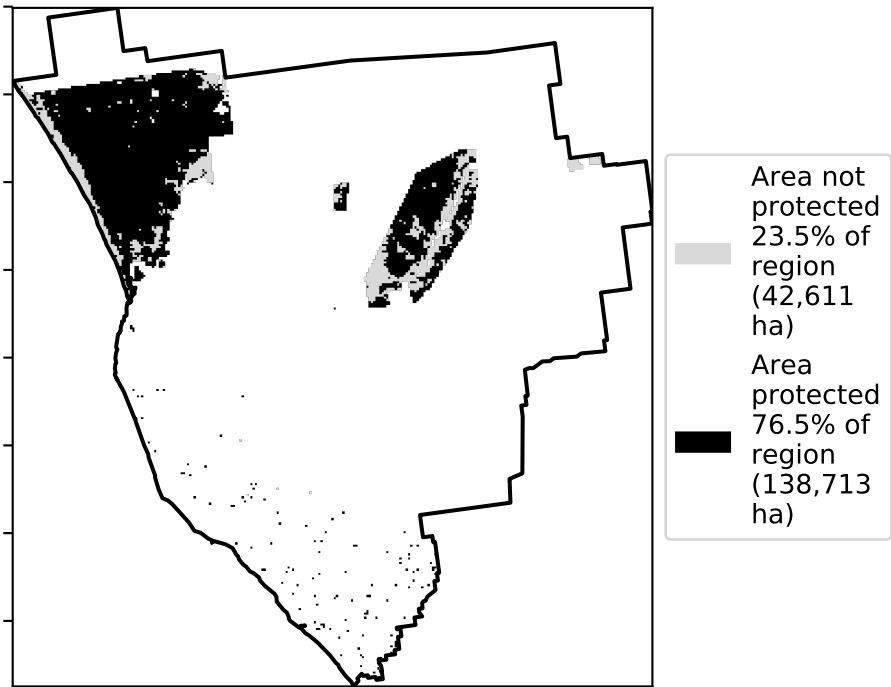 Area not
protected
23.5% of
region
(42,611
ha)
Area
protected
76.5% of
region
(138,713
ha)